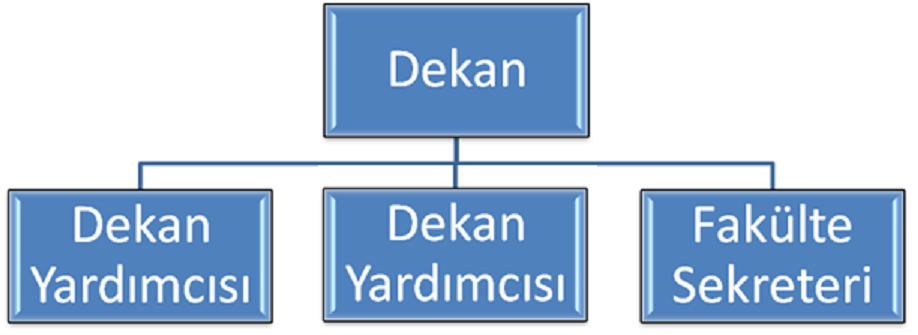 Dekan
Dekan
Yardımcısı
Dekan
Yardımcısı
Fakülte
Sekreteri